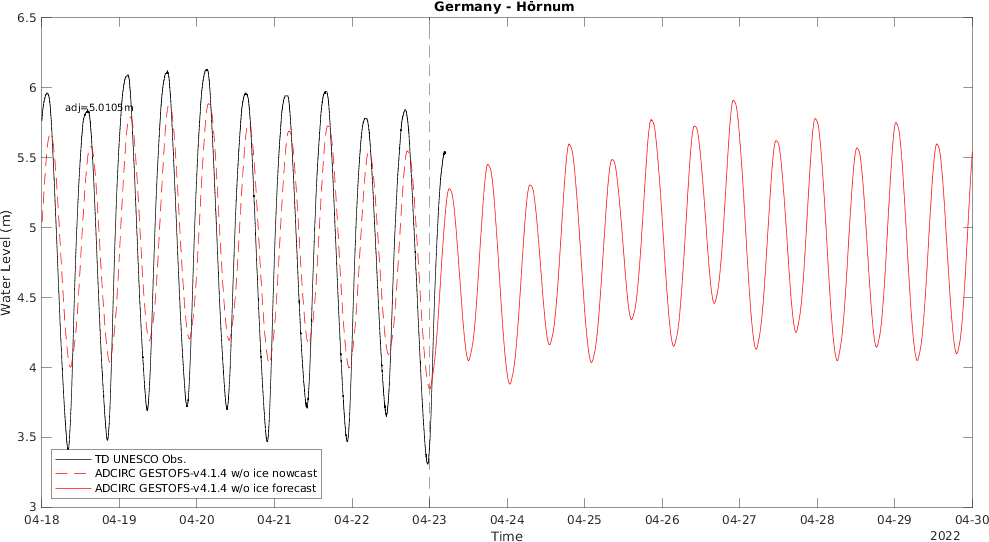 Germany - Hörnum
6.5
6
5.5
5
4.5
4
3.5
3
Water Level (m)
adj=5.0105m
TD UNESCO Obs.
ADCIRC GESTOFS-v4.1.4 w/o ice nowcast
ADCIRC GESTOFS-v4.1.4 w/o ice forecast
04-18 04-19 04-20 04-21 04-22 04-23 04-24 04-25 04-26 04-27 04-28 04-29 04-30
Time
2022